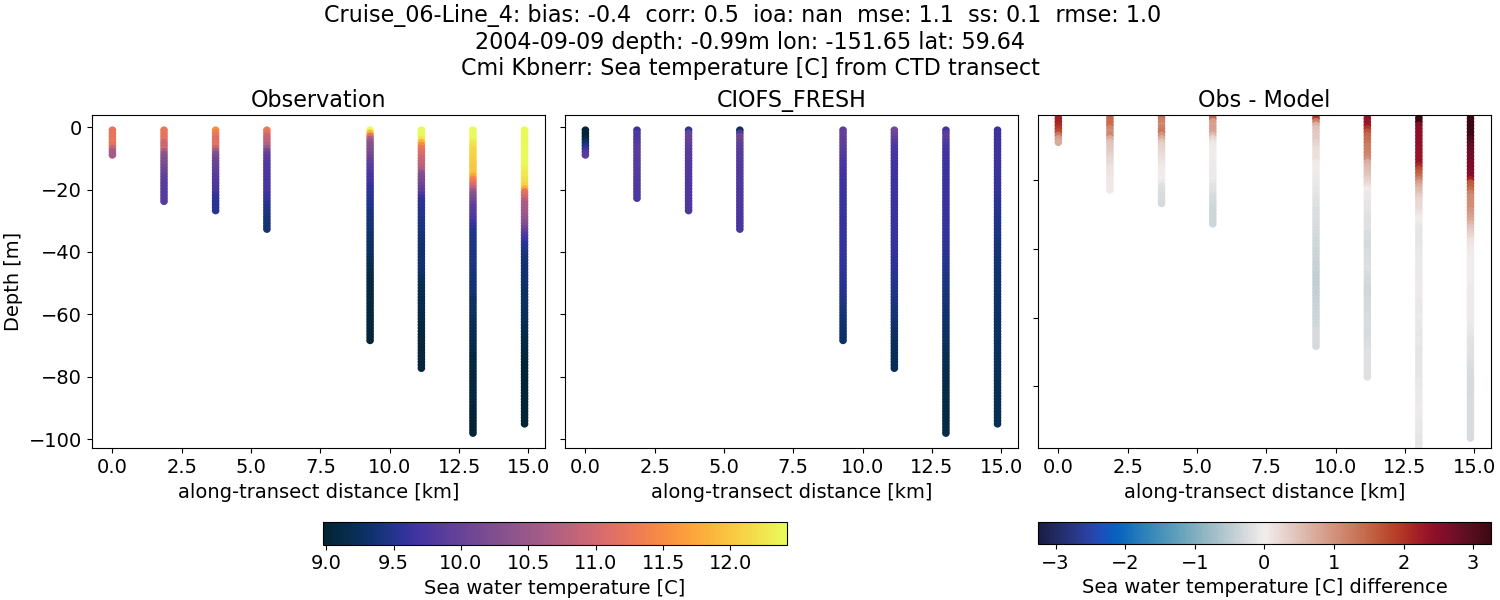 Cruise_06-Line_4: bias: -0.4  corr: 0.5  ioa: nan  mse: 1.1  ss: 0.1  rmse: 1.0
2004-09-09 depth: -0.99m lon: -151.65 lat: 59.64
Cmi Kbnerr: Sea temperature [C] from CTD transect
Observation
CIOFS_FRESH
Obs - Model
Depth [m]
0
−20
−40
−60
−80
−100
0.0 2.5 5.0 7.5 10.0 12.5 15.0
0.0 2.5 5.0 7.5 10.0 12.5 15.0
0.0 2.5 5.0 7.5 10.0 12.5 15.0
along-transect distance [km]
along-transect distance [km]
along-transect distance [km]
9.0 9.5 10.0 10.5 11.0 11.5 12.0
Sea water temperature [C]
−3 −2 −1 0 1 2 3
Sea water temperature [C] difference